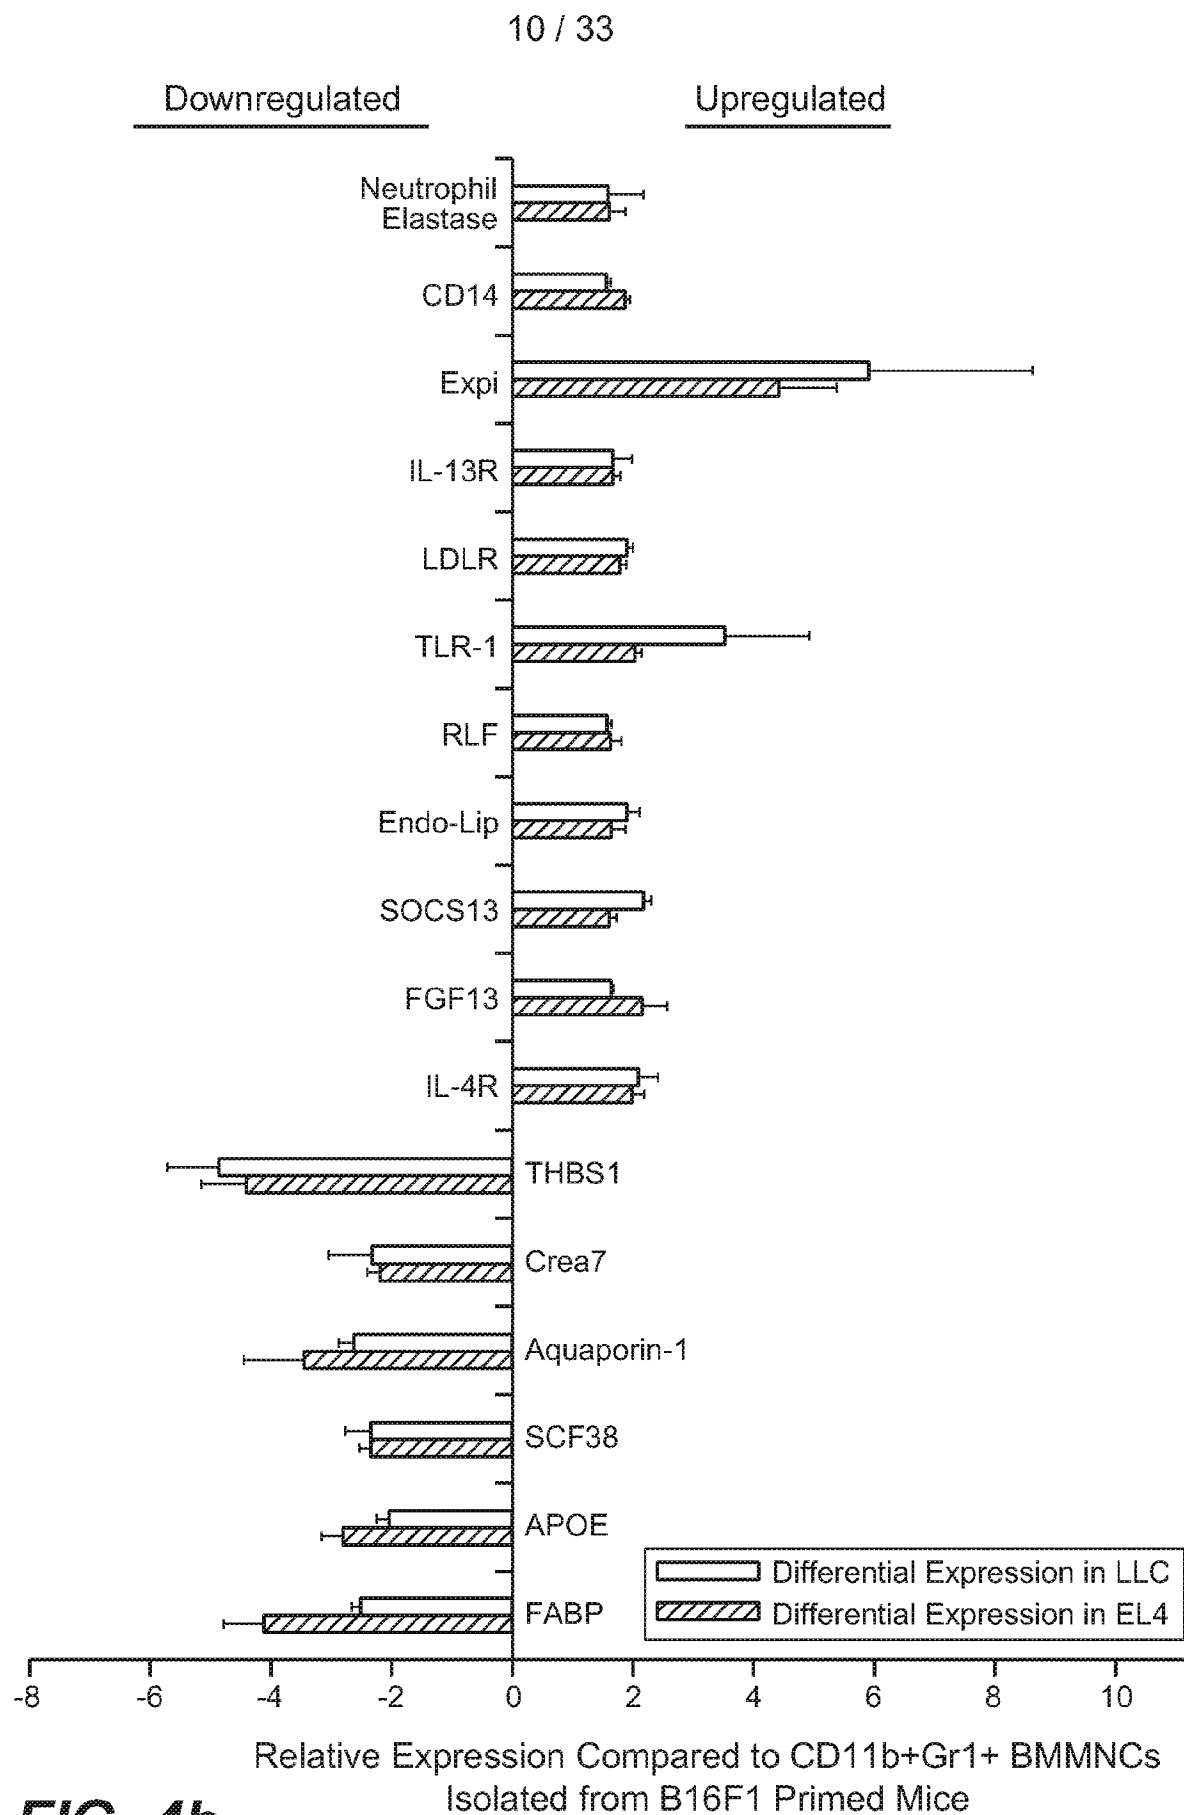 10 / 33
Downregulated
Upregulated
Neutrophil
Elastase
CD14
Expi
IL-13R
LDLR
TLR-1
RLF
Endo-Lip
SOCS13
FGF13
IL-4R
THBS1
Crea7
Aquaporin-1
SCF38
APOE
FABP
Differential Expression in LLC
Differential Expression in EL4
-8 -6 -4 -2 0 2 4 6 8 10
Relative Expression Compared to CD11b+Gr1+ BMMNCs
Isolated from B16F1 Primed Mice
FIG. 4b